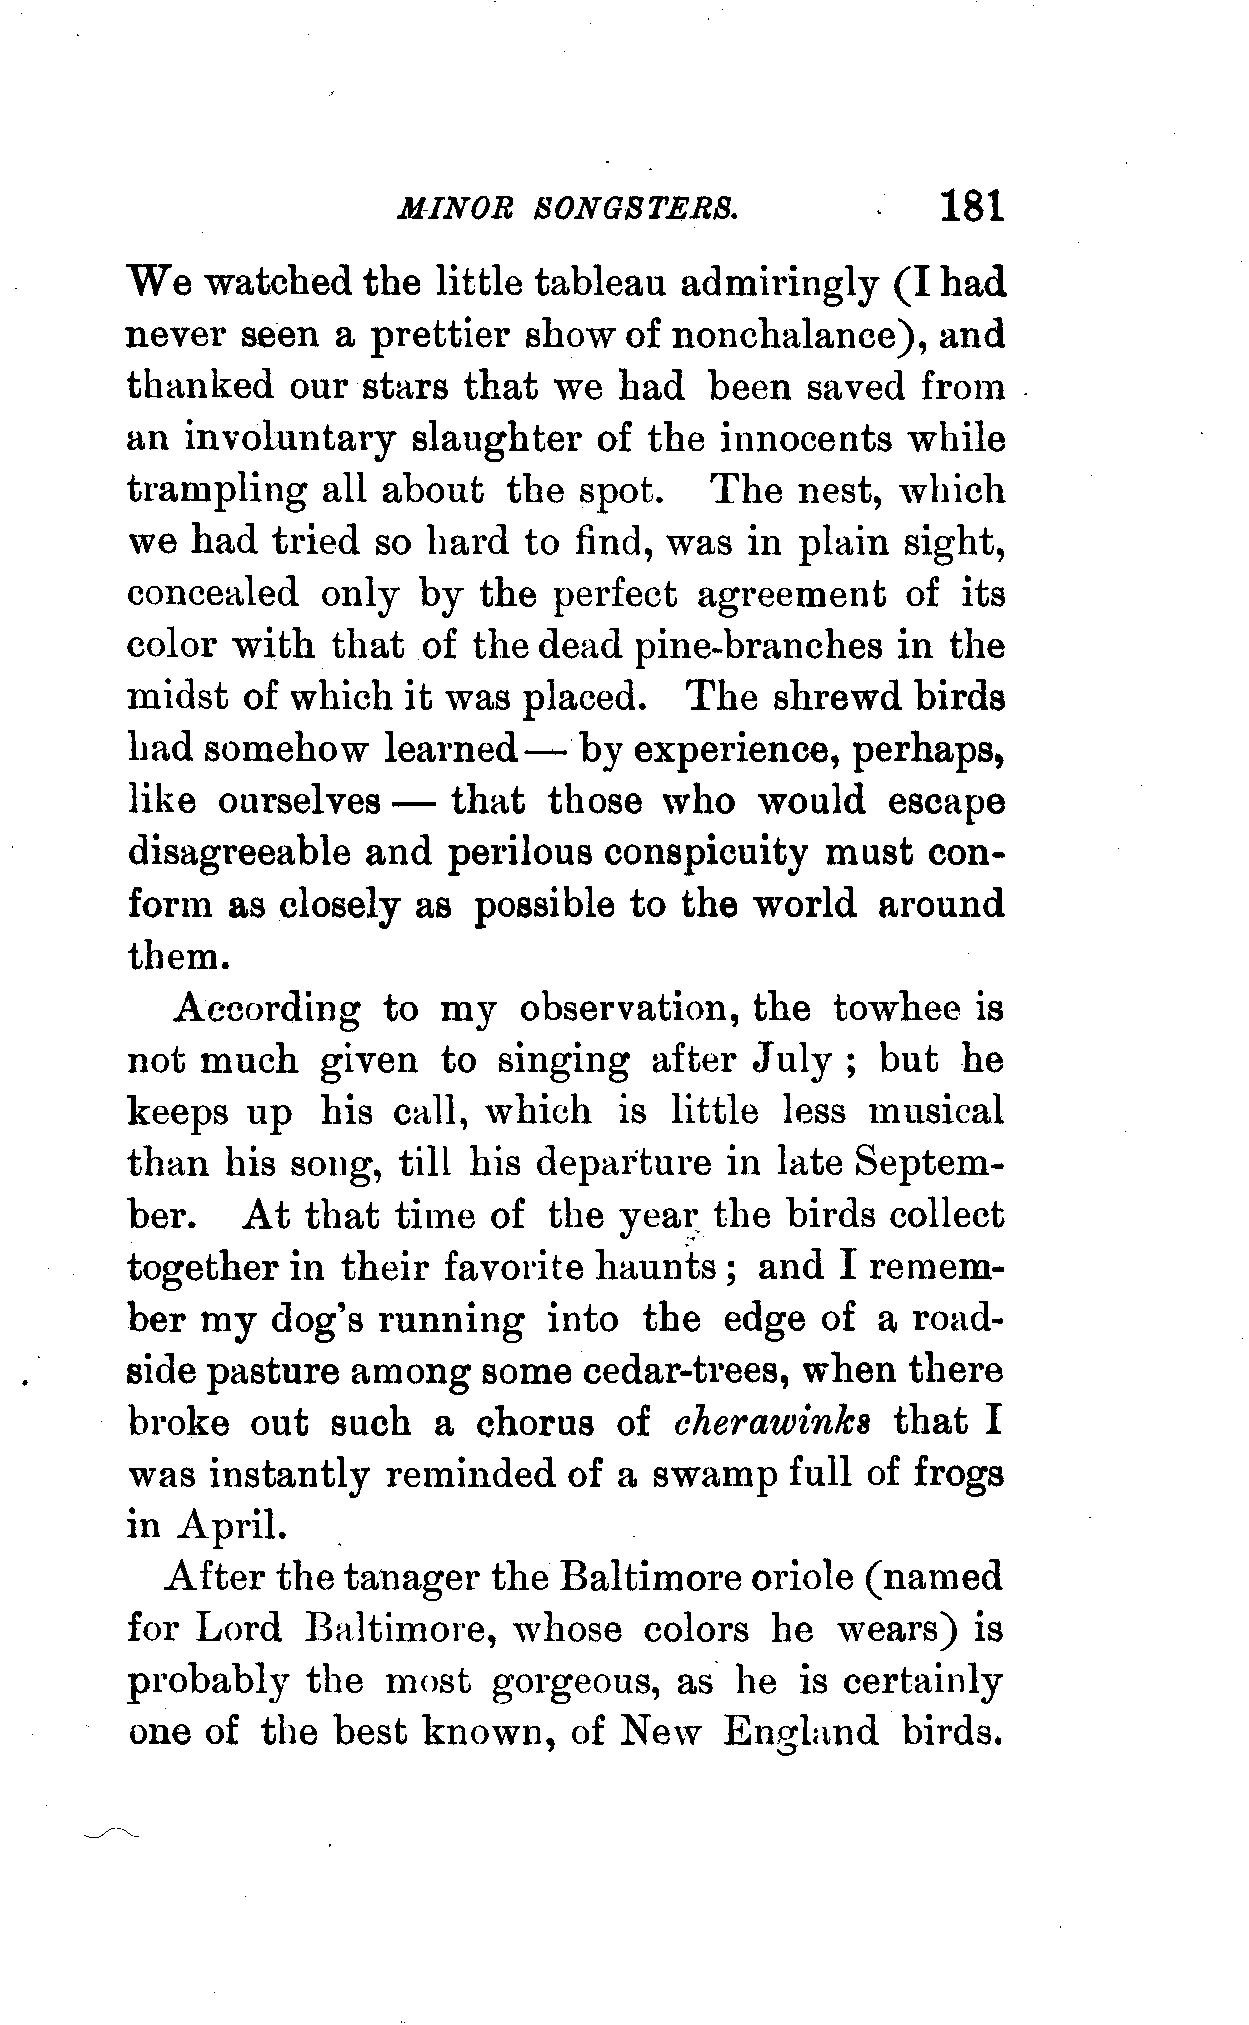 MINOR SONGSTERS. 181
We watched the little tableau admiringly (I had
never seen a prettier show of nonchalance), and
thanked our stars that we had been saved from
an involuntary slaughter of the innocents while
trampling all about the spot. The nest, which
we had tried so hard to find, was in plain sight,
concealed only by the perfect agreement of its
color with that of the dead pine-branches in the
midst of which it was placed. The shrewd birds
had somehow learned — by experience, perhaps,
like ourselves — that those who would escape
disagreeable and perilous conspicuity must con-
form as closely as possible to the world around
them.
According to my observation, the towhee is
not much given to singing after July ; but he
keeps up his call, which is little less musical
than his song, till his departure in late Septem-
ber. At that time of the year the birds collect
together in their favorite haunts ; and I remem-
ber my dog's running into the edge of a road-
side pasture among some cedar-trees, when there
broke out such a chorus of cherawinks that I
was instantly reminded of a swamp full of frogs
in April.
After the tanager the Baltimore oriole (named
for Lord Baltimore, whose colors he wears) is
probably the most gorgeous, as he is certainly
one of the best known, of New England birds.